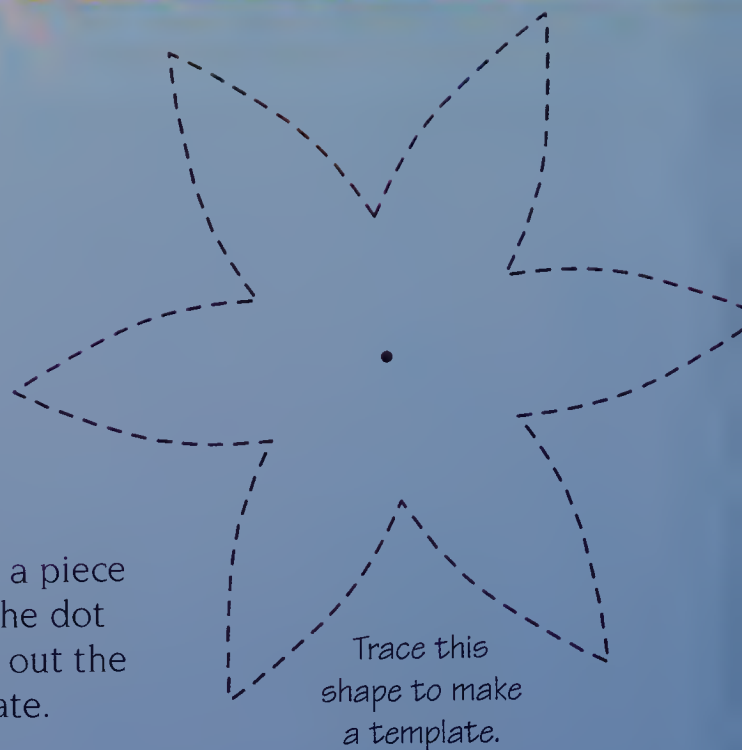 a piece
he dot
out the
ate.
Trace this
shape to make
a template.